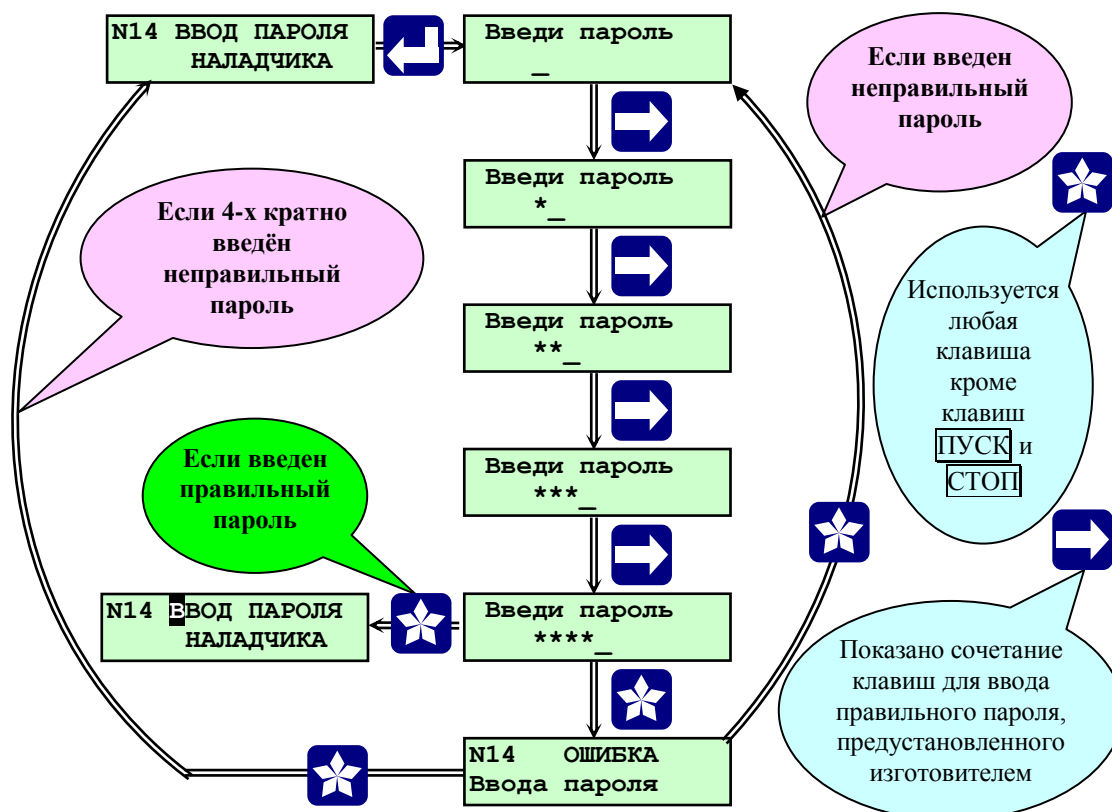 N14 ВВОД ПАРОЛЯ
НАЛАДЧИКА
Введи пароль
_
Если введен
неправильный
пароль
Введи пароль
*_
Если 4-х кратно
введён
неправильный
пароль
Введи пароль
**_
Используется
любая
клавиша
кроме
клавиш
ПУСК и
СТОП
Если введен
правильный
пароль
Введи пароль
***_
N14 ВВОД ПАРОЛЯ
НАЛАДЧИКА
Введи пароль
****_
Показано сочетание
клавиш для ввода
правильного пароля,
предустановленного
изготовителем
N14 ОШИБКА
Ввода пароля